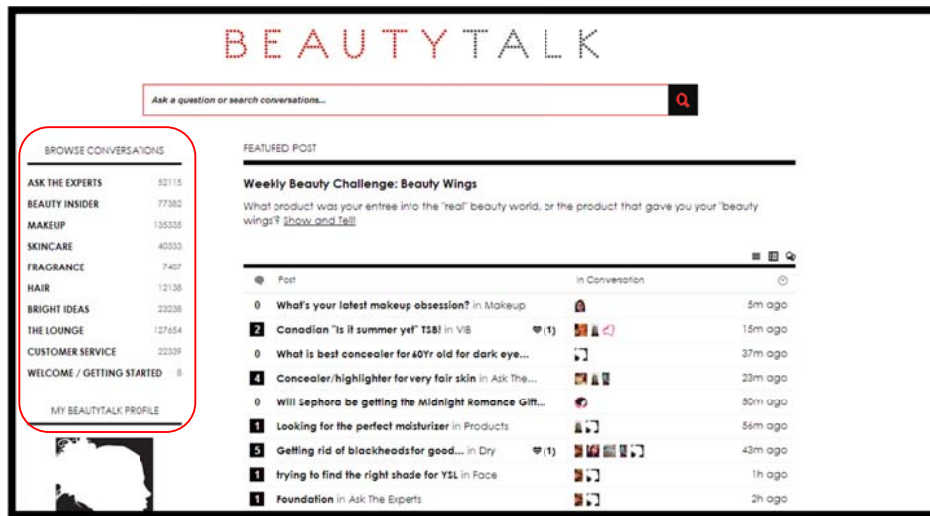 BEAUTYTALK
Ask a question or search conversations...
BROWSE CONVERSATIONS
ASK THE EXPERTS 52115
BEAUTY INSIDER 77382
MAKEUP 135335
SKINCARE 40333
FRAGRANCE 7407
HAIR 12138
BRIGHT IDEAS 23238
THE LOUNGE 127654
CUSTOMER SERVICE 22339
WELCOME / GETTING STARTED 8
MY BEAUTYTALK PROFILE
FEATURED POST
Weekly Beauty Challenge: Beauty Wings
What product was your entree into the "real" beauty world, or the product that gave you your "beauty
wings"? Show and Tell!
Post In Conversation
0 What's your latest makeup obsession? in Makeup 5m ago
2 Canadian "Is it summer yet" TSB! in VIB (1) 15m ago
0 What is best concealer for 60Yr old for dark eye... 37m ago
4 Concealer/highlighter for very fair skin in Ask The... 23m ago
0 Will Sephora be getting the Midnight Romance Gift... 50m ago
1 Looking for the perfect moisturizer in Products 56m ago
5 Getting rid of blackheads for good... in Dry (1) 43m ago
1 trying to find the right shade for YSL in Face 1h ago
1 Foundation in Ask The Experts 2h ago